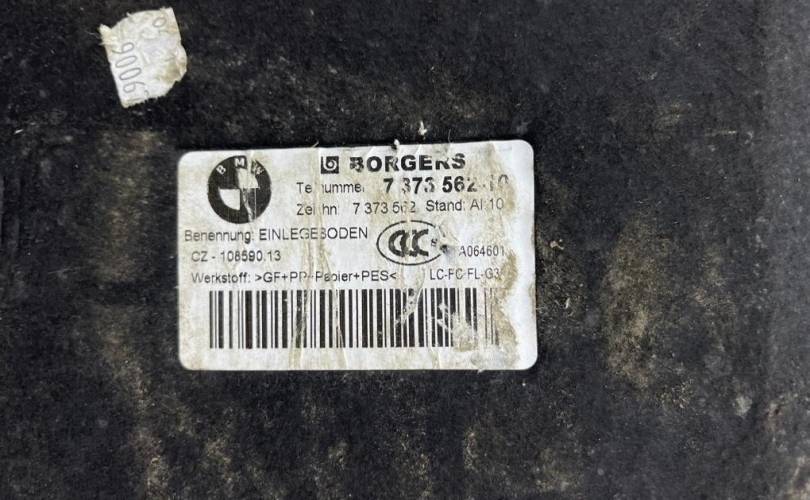 9006
BMW
BORGERS
Teilnummer 7 373 562-10
Zeichn 7 373 562 Stand: AI 10
Benennung: EINLEGEBODEN
CCC S
CZ - 108590.13 A064601
Werkstoff: >GF+PP+Papier+PES< LC-FC-FL-G3